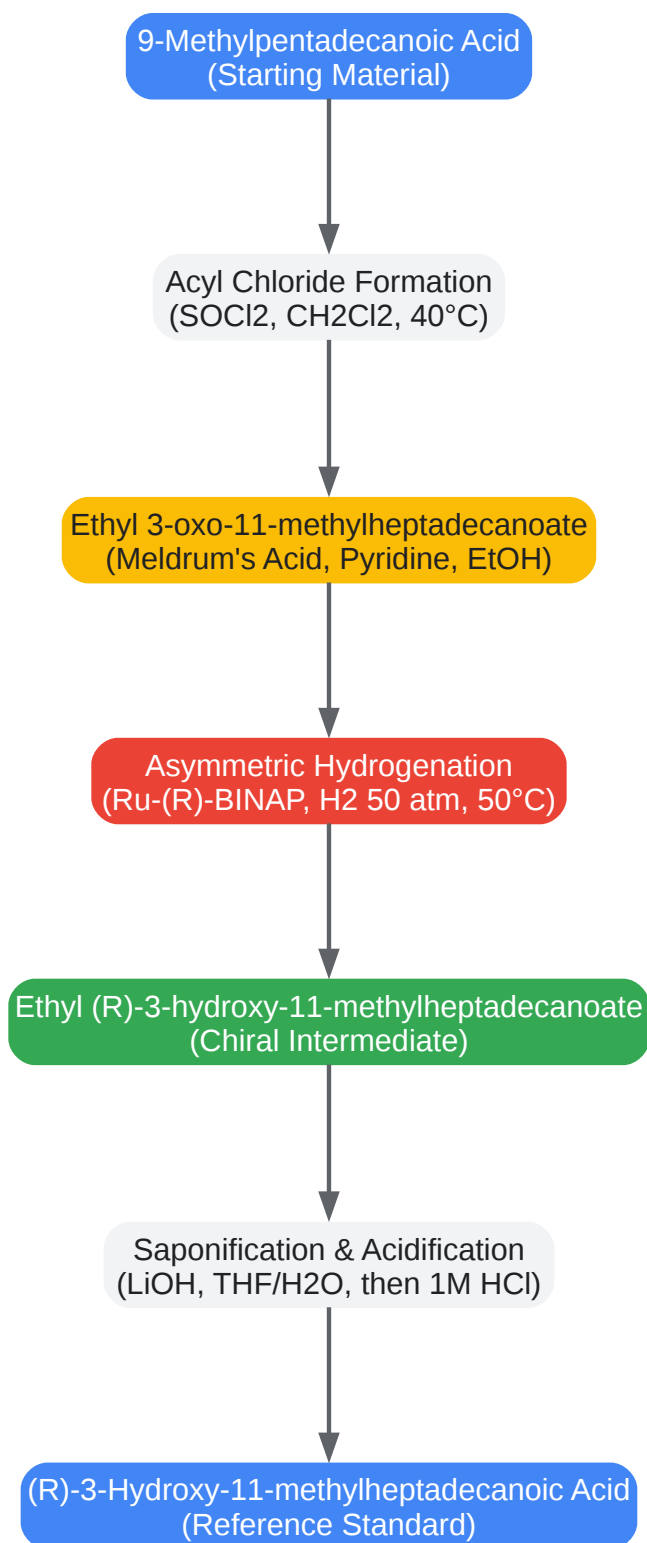 9-Methylpentadecanoic Acid
(Starting Material)
Acyl Chloride Formation
(SOCl2, CH2Cl2, 40°C)
Ethyl 3-oxo-11-methylheptadecanoate
(Meldrum's Acid, Pyridine, EtOH)
Asymmetric Hydrogenation
(Ru-(R)-BINAP, H2 50 atm, 50°C)
Ethyl (R)-3-hydroxy-11-methylheptadecanoate
(Chiral Intermediate)
Saponification & Acidification
(LiOH, THF/H2O, then 1M HCl)
(R)-3-Hydroxy-11-methylheptadecanoic Acid
(Reference Standard)